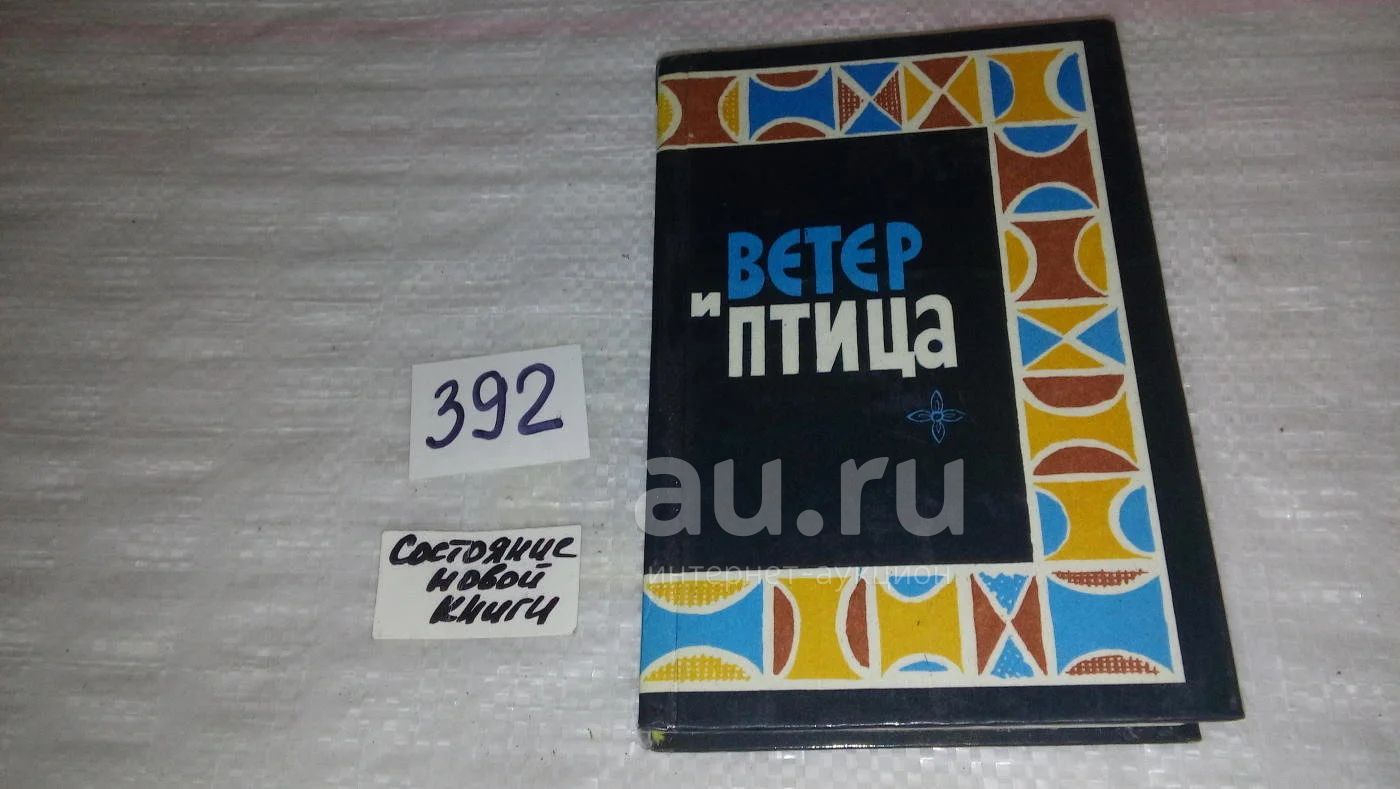 ВЕТЕР
и ПТИЦа
392
Состояние
новой
книги
au.ru
интернет аукцион